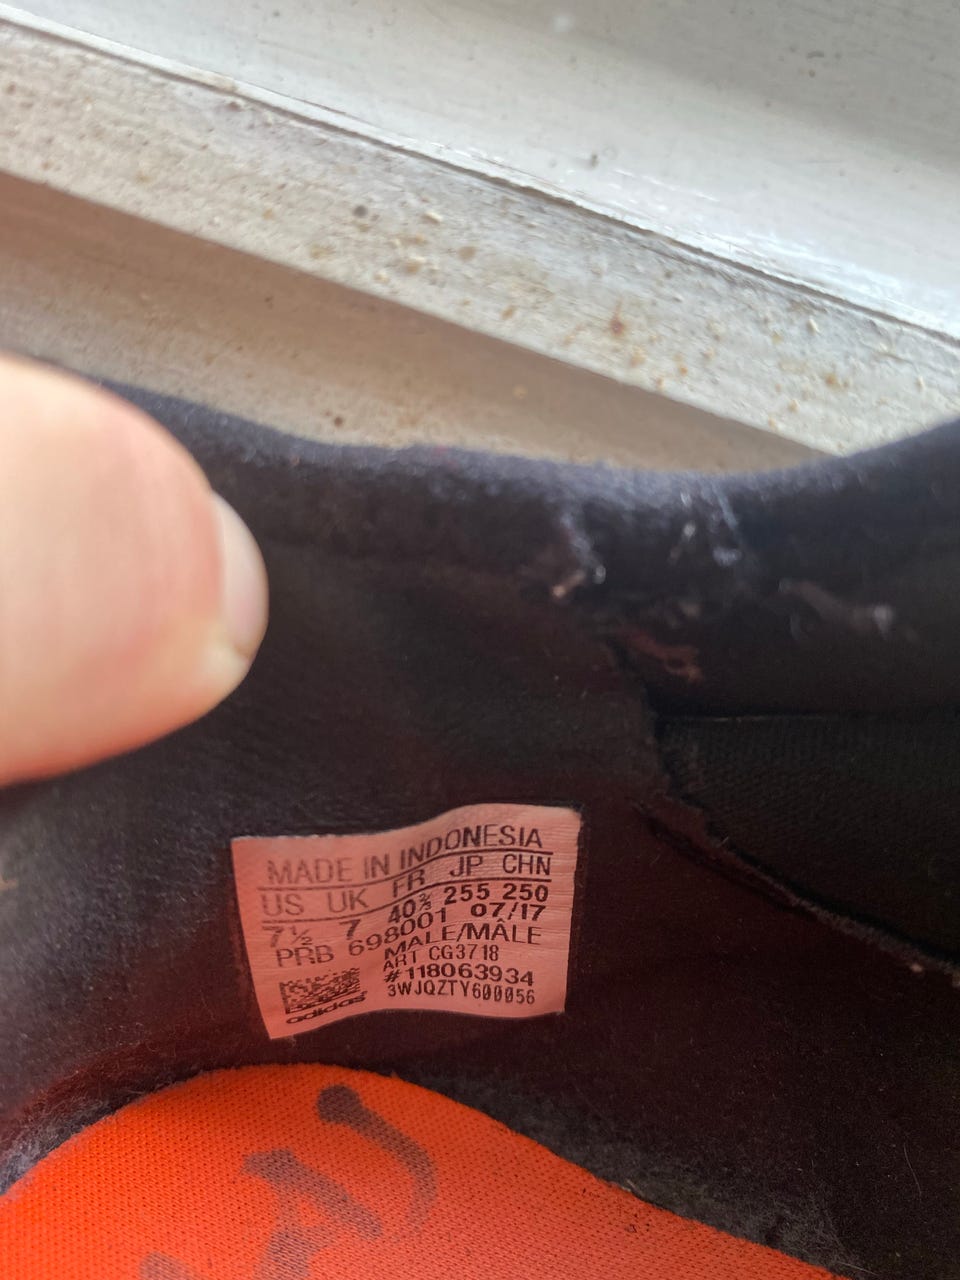 MADE IN INDONESIA
US UK FR JP CHN
7½ 7 40⅔ 255 250
PRB 698001 07/17
MALE/MÂLE
ART CG3718
#118063934
3WJQZTY600056
adidas